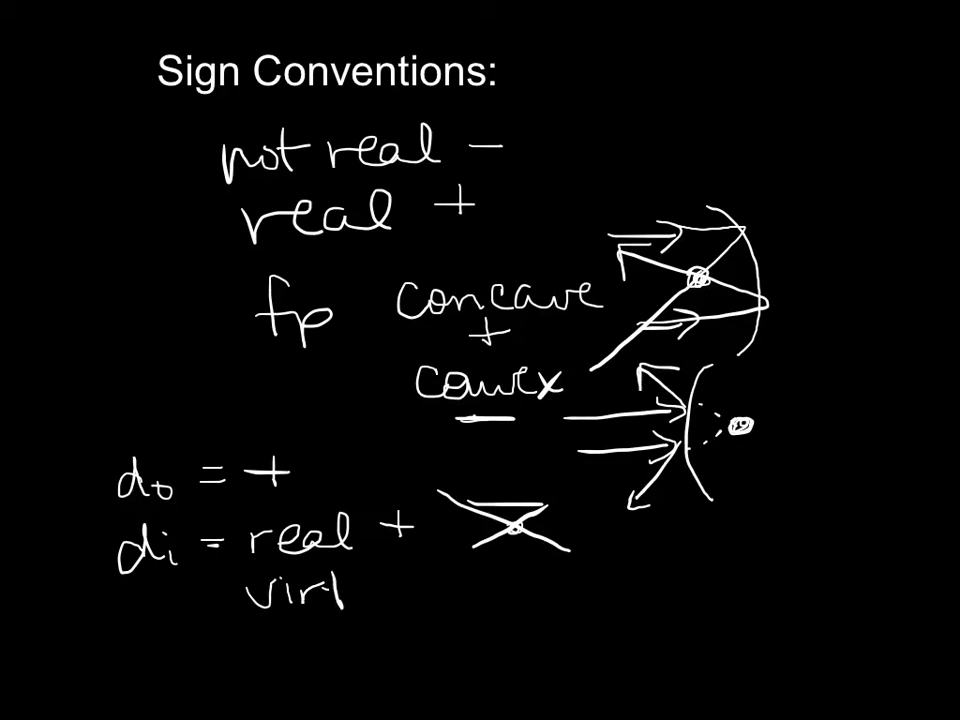 Sign Conventions:
not real -
real +
fp concave
+
convex
-
do = +
di = real +
virt